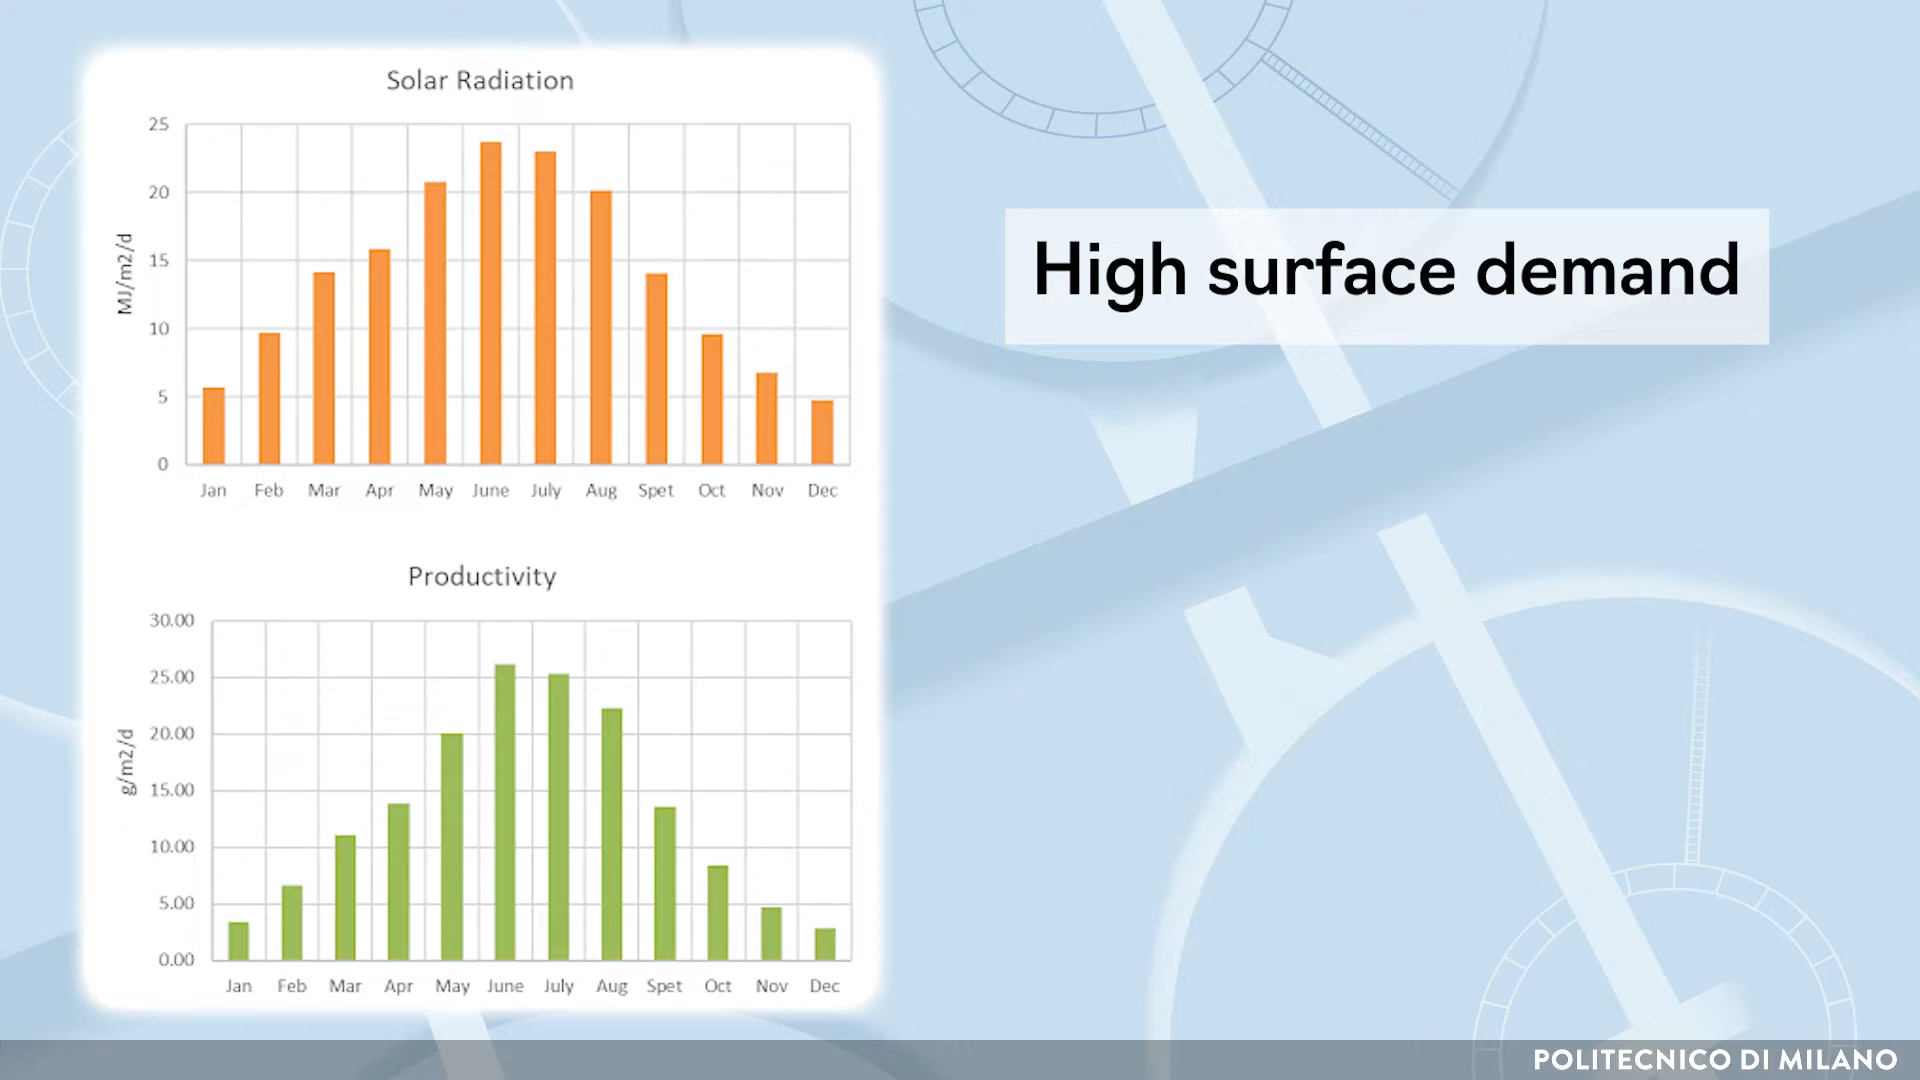 Solar Radiation
25
20
15
10
5
0
MJ/m2/d
Jan Feb Mar Apr May June July Aug Spet Oct Nov Dec
Productivity
30.00
25.00
20.00
15.00
10.00
5.00
0.00
g/m2/d
Jan Feb Mar Apr May June July Aug Spet Oct Nov Dec
High surface demand
POLITECNICO DI MILANO